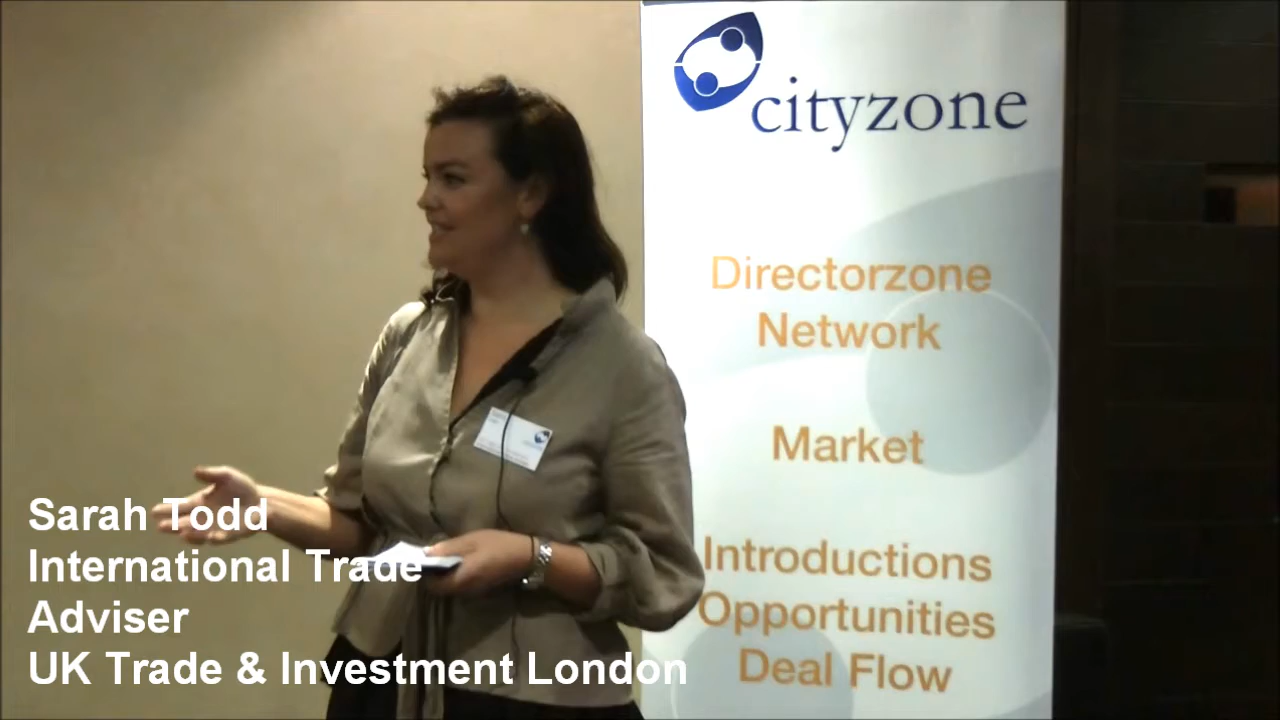 cityzone
Directorzone
Network
Market
Introductions
Opportunities
Deal Flow
Sarah Todd
International Trade
Adviser
UK Trade & Investment London